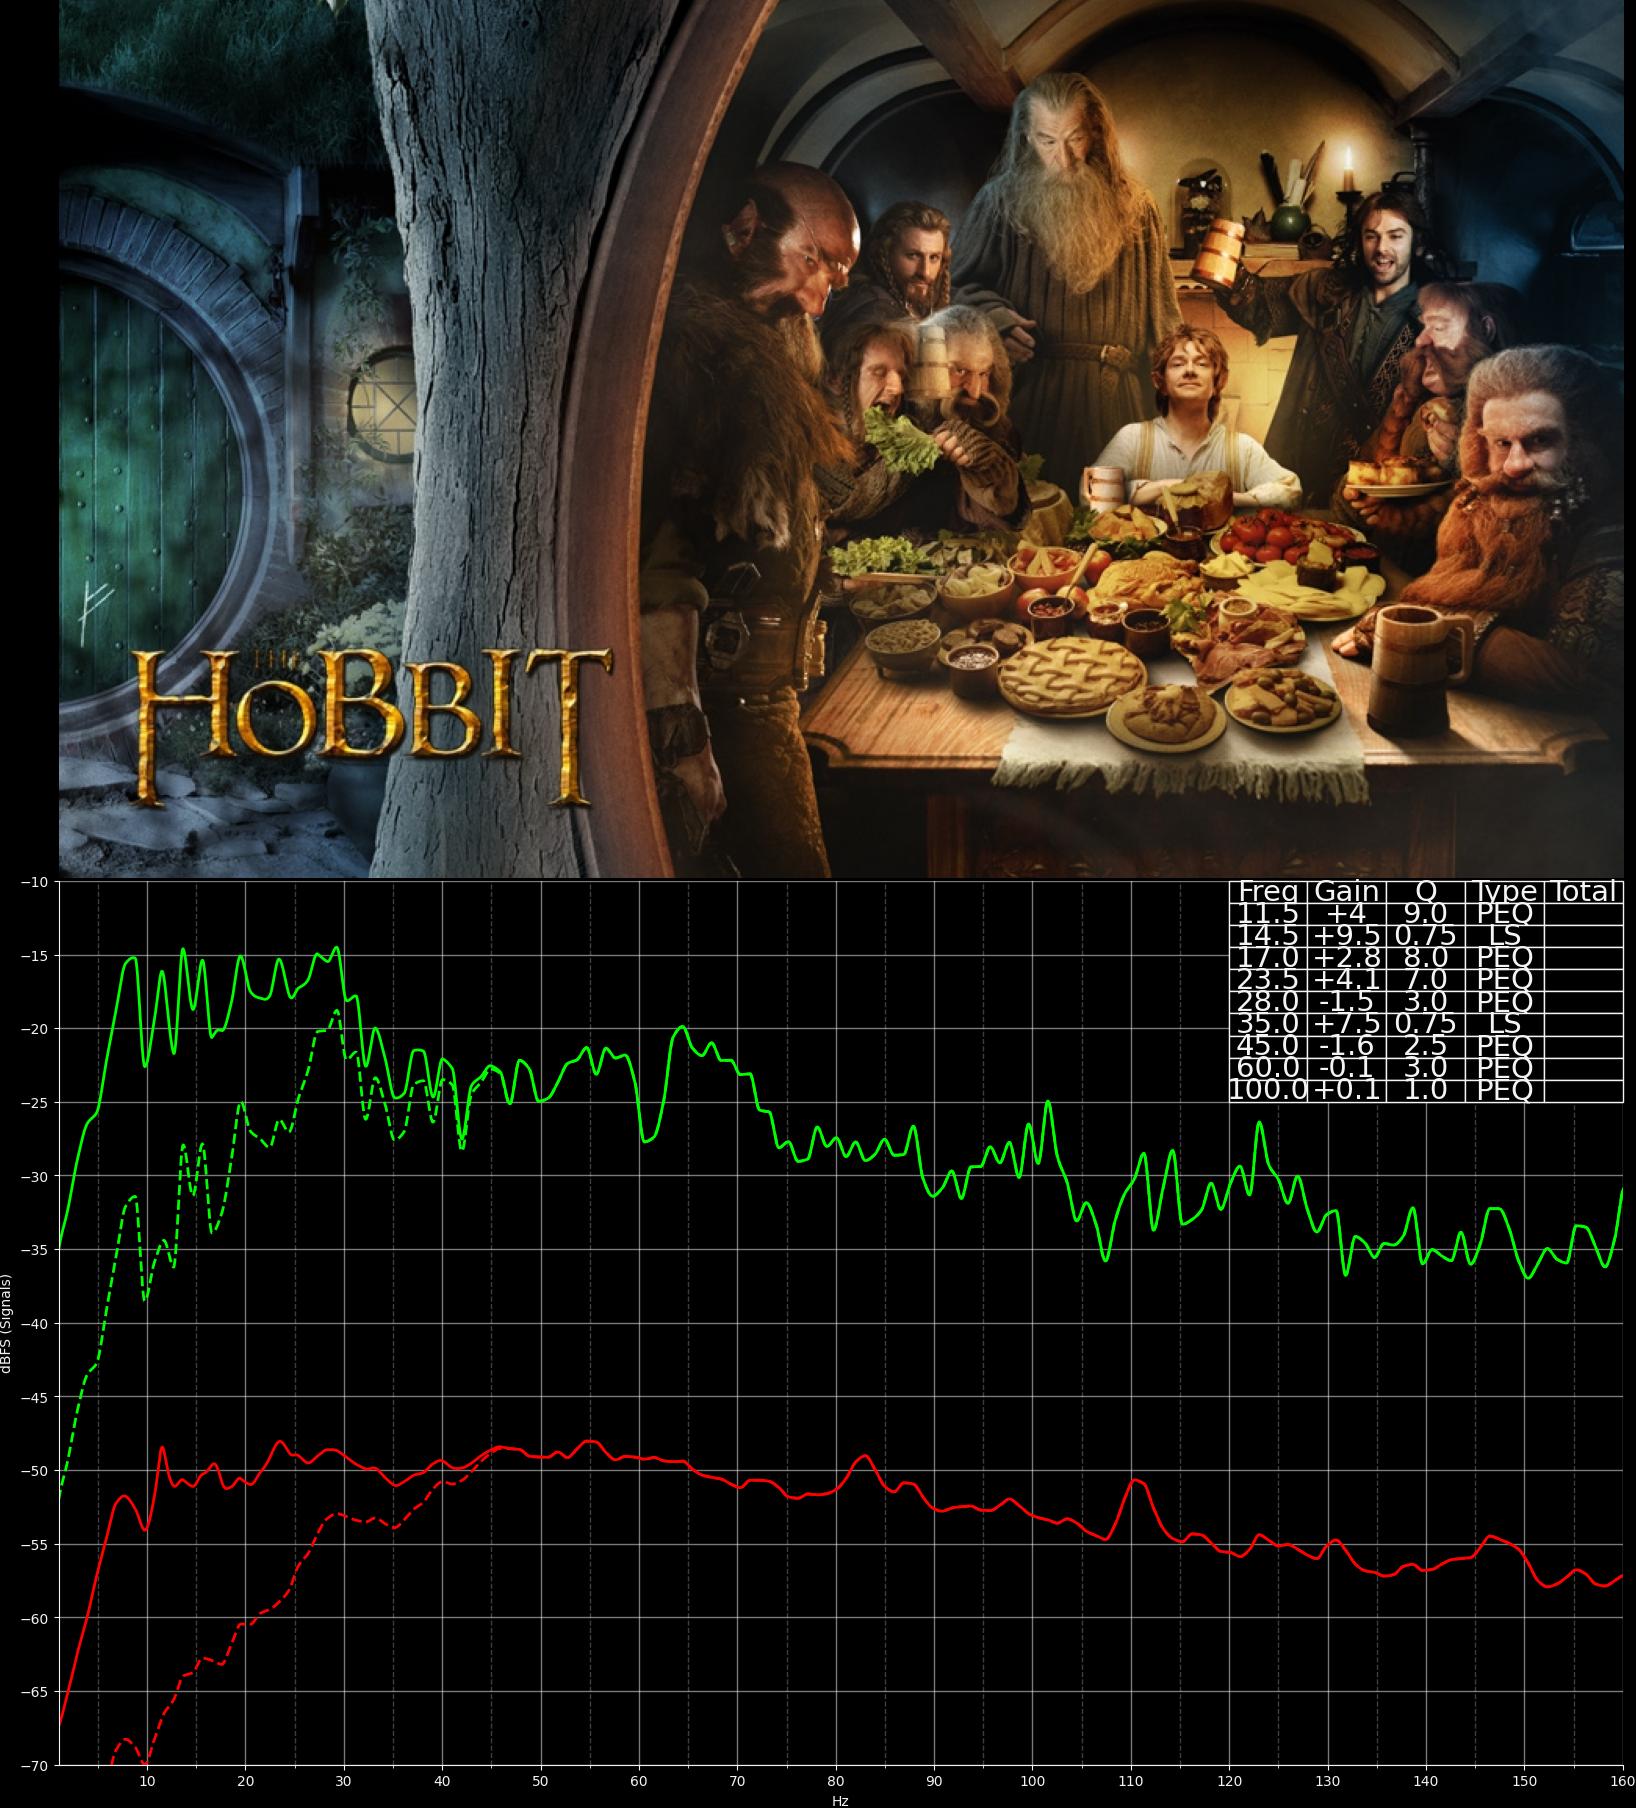 THE
HOBBIT
Freq Gain Q Type Total
11.5 +4 9.0 PEQ
14.5 +9.5 0.75 LS
17.0 +2.8 8.0 PEQ
23.5 +4.1 7.0 PEQ
28.0 -1.5 3.0 PEQ
35.0 +7.5 0.75 LS
45.0 -1.6 2.5 PEQ
60.0 -0.1 3.0 PEQ
100.0 +0.1 1.0 PEQ
−10
−15
−20
−25
−30
−35
−40
−45
−50
−55
−60
−65
−70
dBFS (Signals)
10 20 30 40 50 60 70 80 90 100 110 120 130 140 150 160
Hz